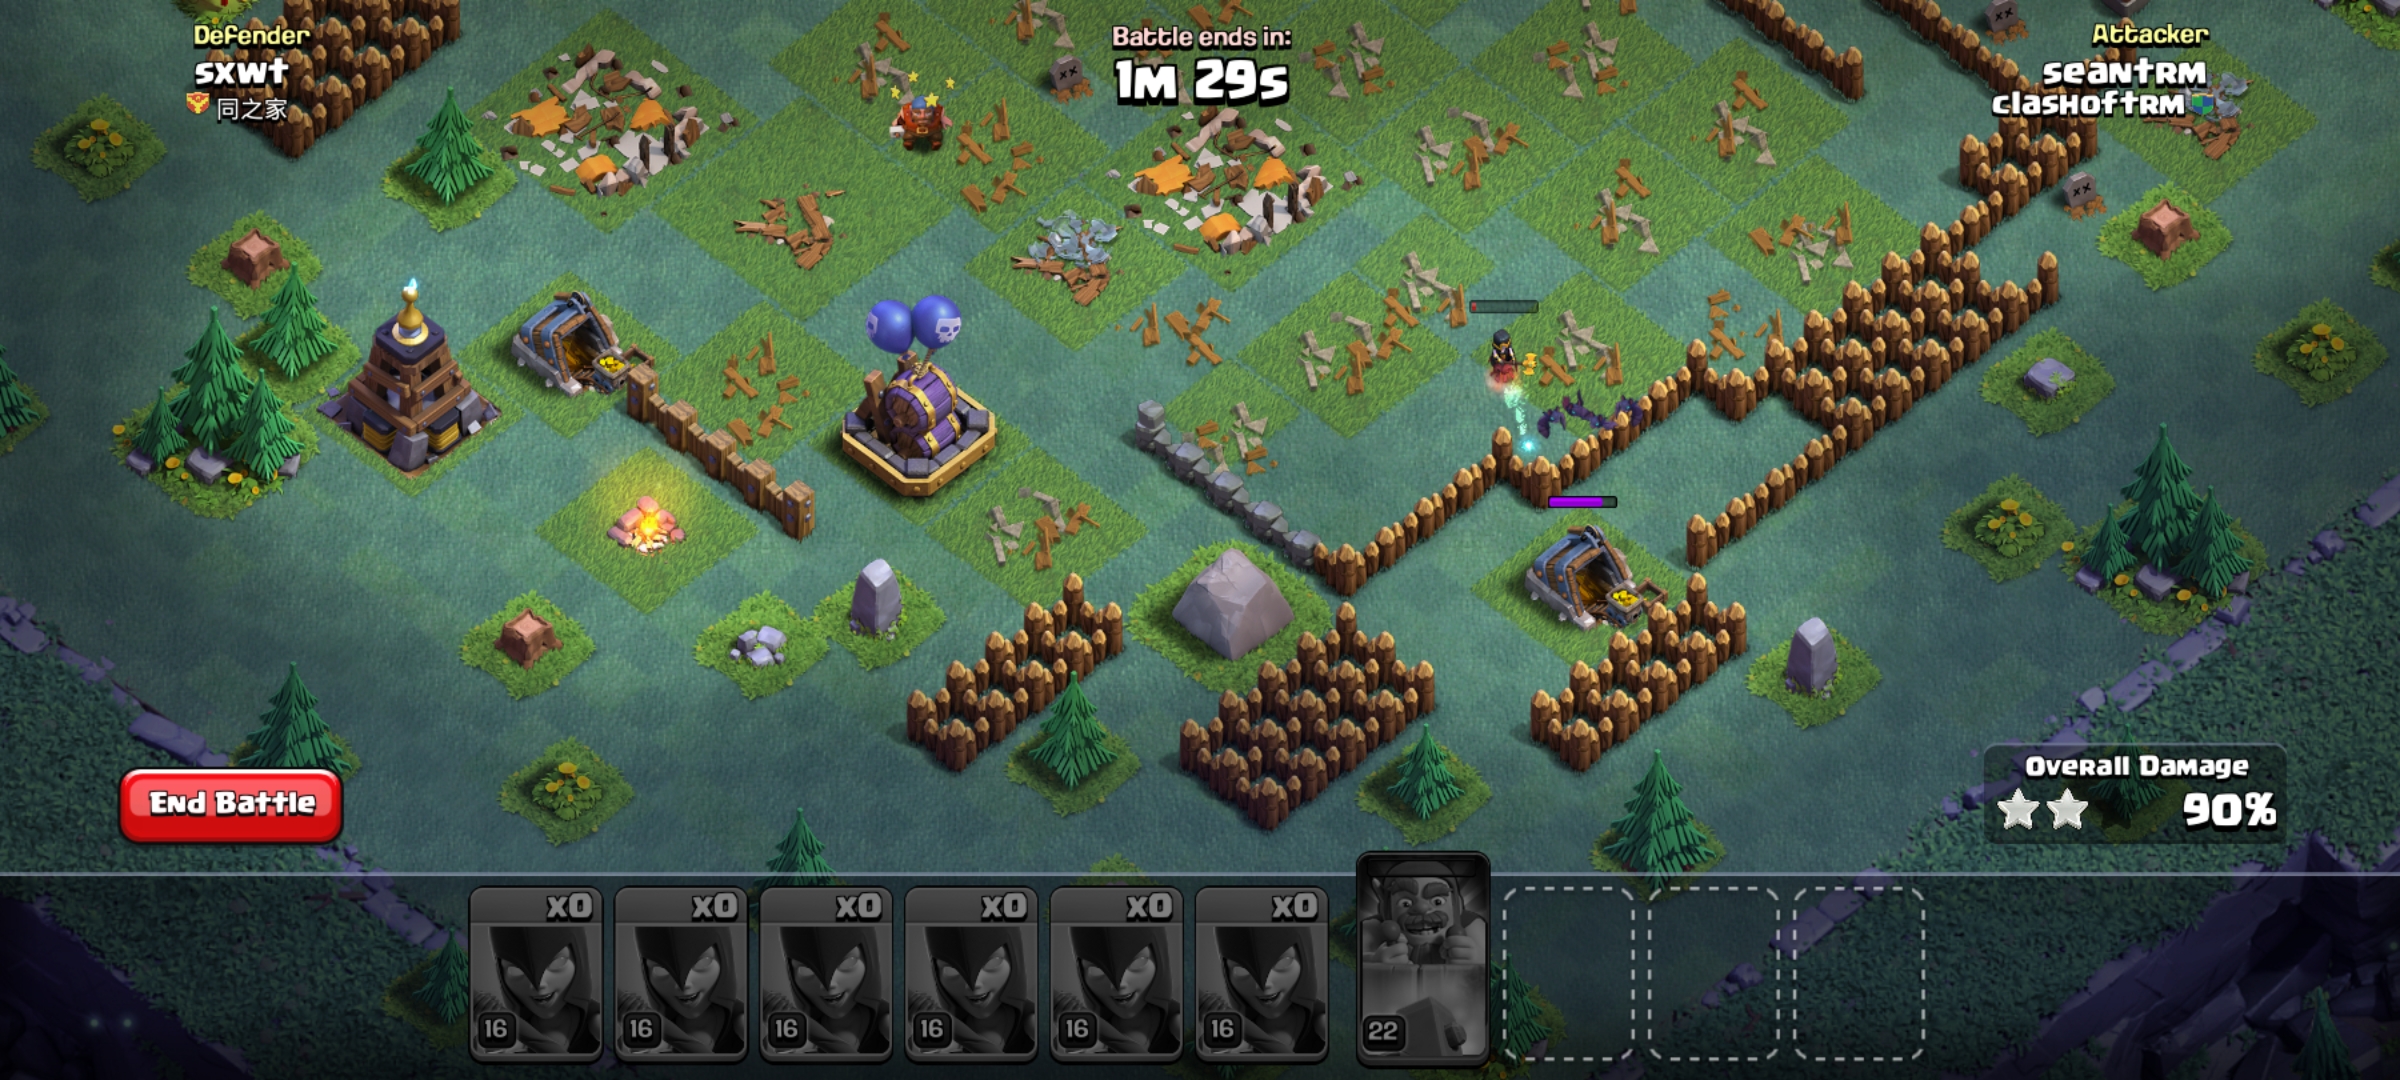 Defender
sxwt
同之家
Battle ends in:
1M 29s
Attacker
seantRM
clashoftRM
End Battle
Overall Damage
90%
x0
x0
x0
x0
x0
x0
16
16
16
16
16
16
22